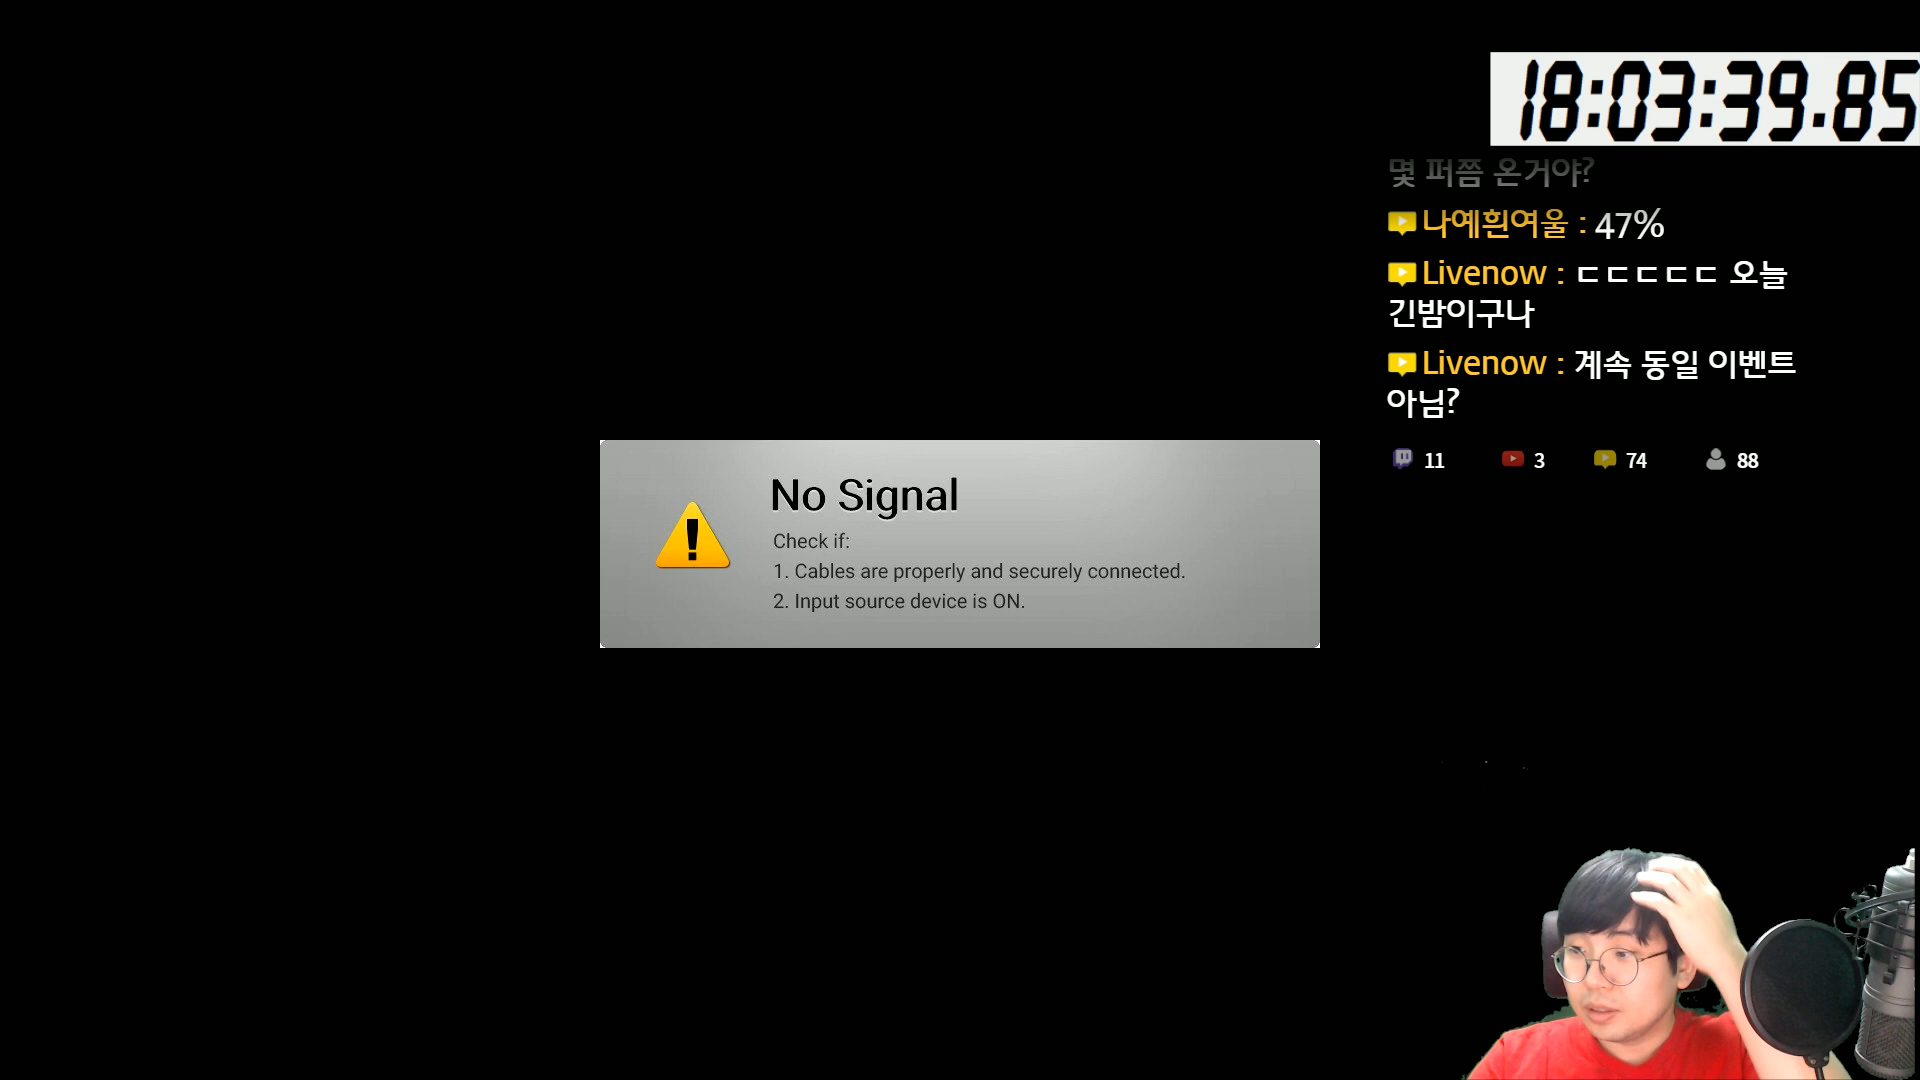 18:03:39.85
몇 퍼쯤 온거야?
나예흰여울 : 47%
Livenow : ㄷㄷㄷㄷㄷ 오늘
긴밤이구나
Livenow : 계속 동일 이벤트
아님?
11 3 74 88
No Signal
Check if:
1. Cables are properly and securely connected.
2. Input source device is ON.